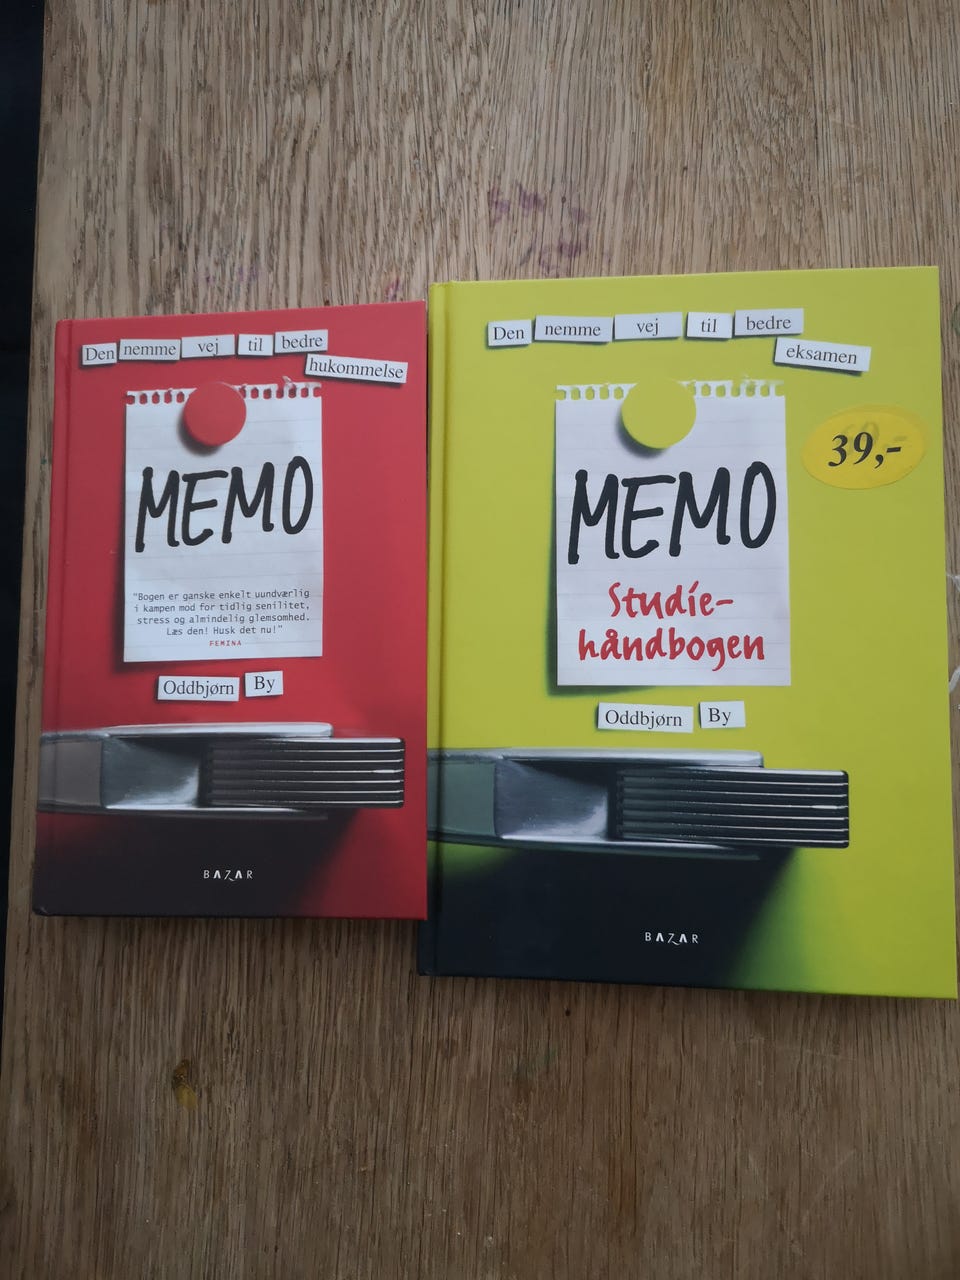 Den nemme vej til bedre
hukommelse
MEMO
"Bogen er ganske enkelt uundværlig
i kampen mod for tidlig senilitet,
stress og almindelig glemsomhed.
Læs den! Husk det nu!"
FEMINA
Oddbjørn By
BAZAR
Den nemme vej til bedre
eksamen
39,-
MEMO
Studie-
håndbogen
Oddbjørn By
BAZAR